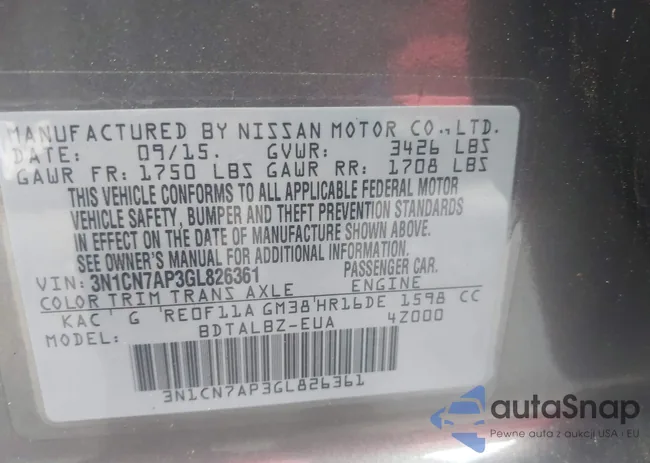 MANUFACTURED BY NISSAN MOTOR CO., LTD.
DATE: 09/15. GVWR: 3426 LBS
GAWR FR: 1750 LBS GAWR RR: 1708 LBS
THIS VEHICLE CONFORMS TO ALL APPLICABLE FEDERAL MOTOR
VEHICLE SAFETY, BUMPER AND THEFT PREVENTION STANDARDS
IN EFFECT ON THE DATE OF MANUFACTURE SHOWN ABOVE.
SEE OWNER'S MANUAL FOR ADDITIONAL INFORMATION
VIN: 3N1CN7AP3GL826361 PASSENGER CAR.
COLOR TRIM TRANS AXLE ENGINE
KAC G RE0F11A GM38 HR16DE 1598 CC
MODEL: BDTALBZ-EUA 4Z000
3N1CN7AP3GL826361
autaSnap
Pewne auta z aukcji USA i EU